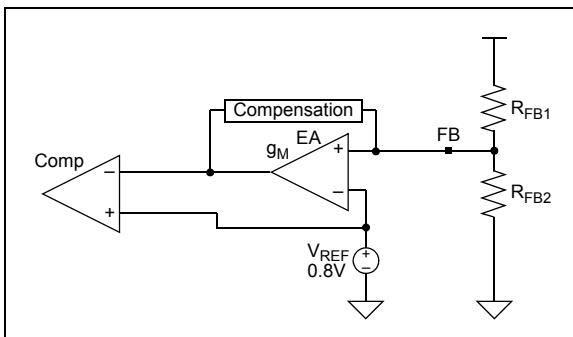 Compensation
EA
FB
R_FB1
g_M
Comp
+
−
−
+
R_FB2
V_REF
0.8V
+
−